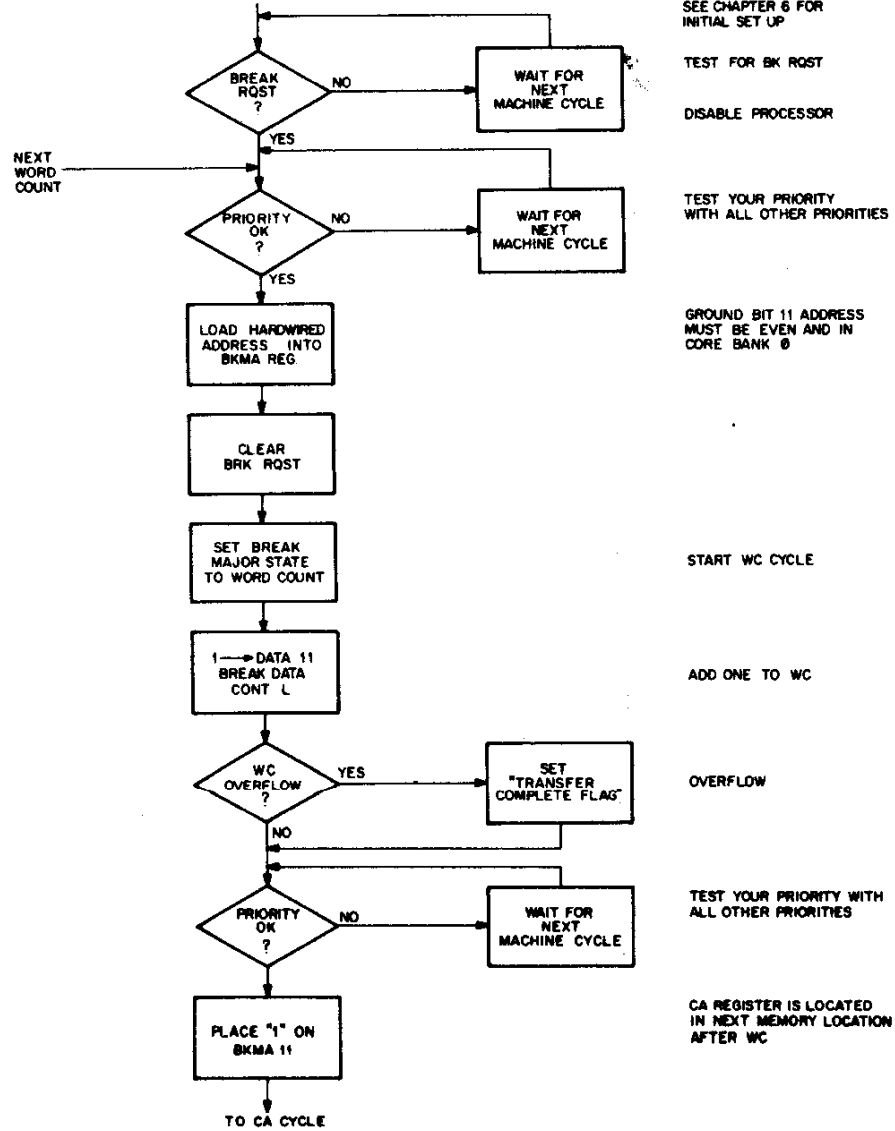 SEE CHAPTER 6 FOR
INITIAL SET UP
BREAK
RQST
?
NO
WAIT FOR
NEXT
MACHINE CYCLE
TEST FOR BK RQST
DISABLE PROCESSOR
YES
NEXT
WORD
COUNT
PRIORITY
OK
?
NO
WAIT FOR
NEXT
MACHINE CYCLE
TEST YOUR PRIORITY
WITH ALL OTHER PRIORITIES
YES
LOAD HARDWIRED
ADDRESS INTO
BKMA REG
GROUND BIT 11 ADDRESS
MUST BE EVEN AND IN
CORE BANK 0
CLEAR
BRK RQST
SET BREAK
MAJOR STATE
TO WORD COUNT
START WC CYCLE
1 → DATA 11
BREAK DATA
CONT L
ADD ONE TO WC
WC
OVERFLOW
?
YES
SET
"TRANSFER
COMPLETE FLAG"
OVERFLOW
NO
PRIORITY
OK
?
NO
WAIT FOR
NEXT
MACHINE CYCLE
TEST YOUR PRIORITY WITH
ALL OTHER PRIORITIES
PLACE "1" ON
BKMA 11
CA REGISTER IS LOCATED
IN NEXT MEMORY LOCATION
AFTER WC
TO CA CYCLE